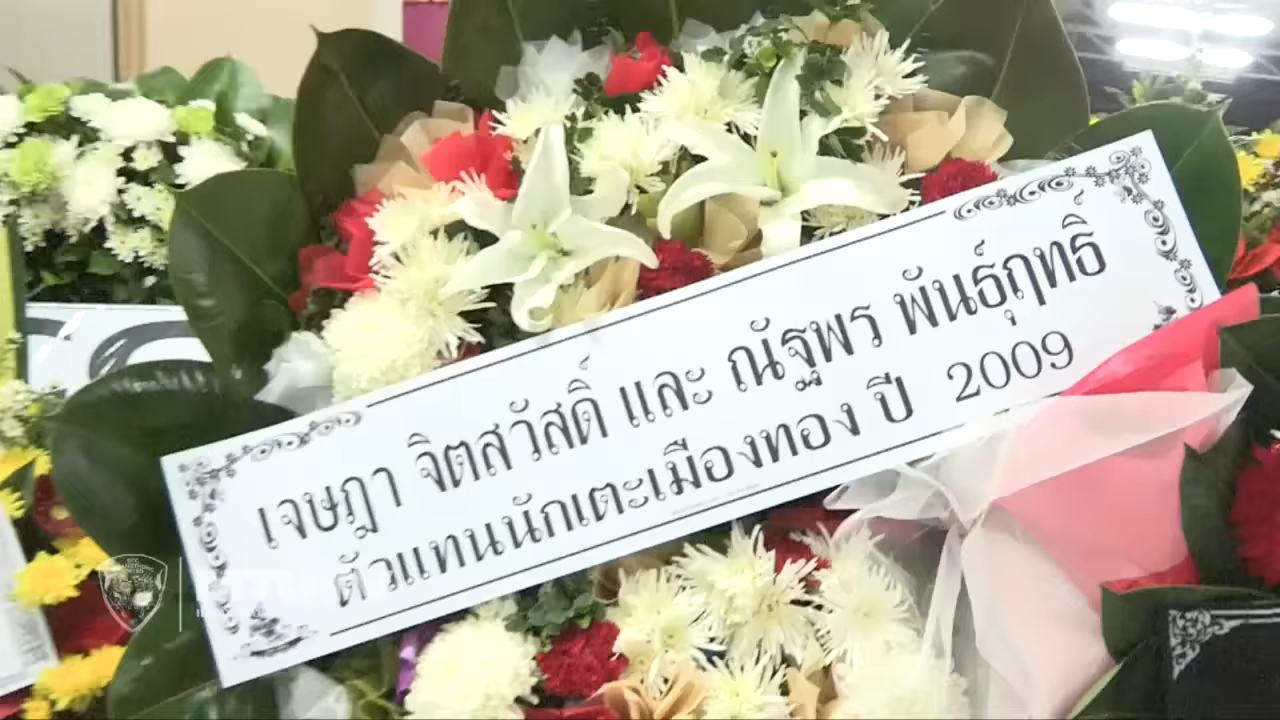 เจษฎา จิตสวัสดิ์ และ ณัฐพร พันธุ์ฤทธิ์
ตัวแทนนักเตะเมืองทอง ปี 2009